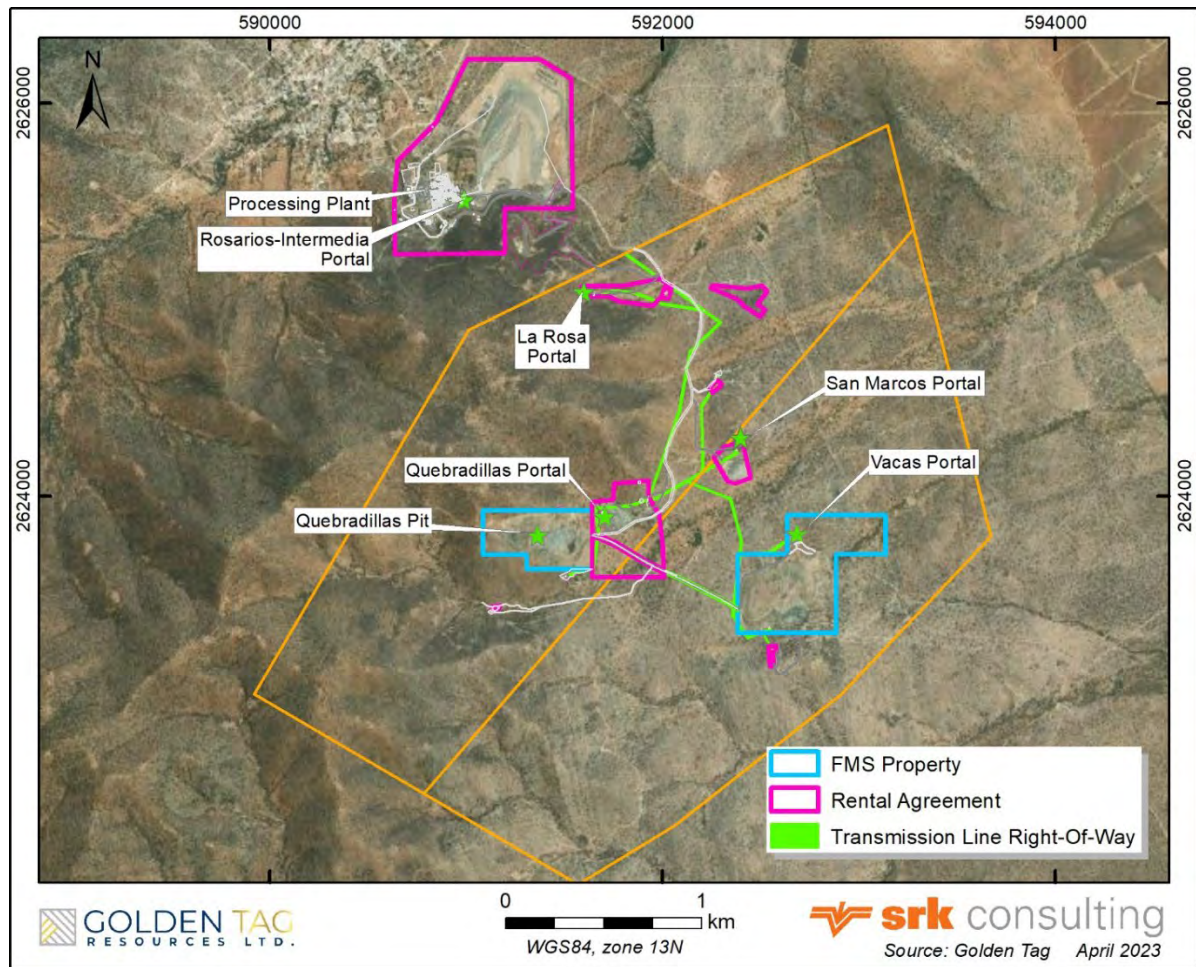 590000
592000
594000
N
2626000
2626000
Processing Plant
Rosarios-Intermedia
Portal
La Rosa
Portal
San Marcos Portal
Quebradillas Portal
Vacas Portal
2624000
2624000
Quebradillas Pit
FMS Property
Rental Agreement
Transmission Line Right-Of-Way
GOLDEN TAG
RESOURCES LTD.
0
1
km
WGS84, zone 13N
srk consulting
Source: Golden Tag April 2023